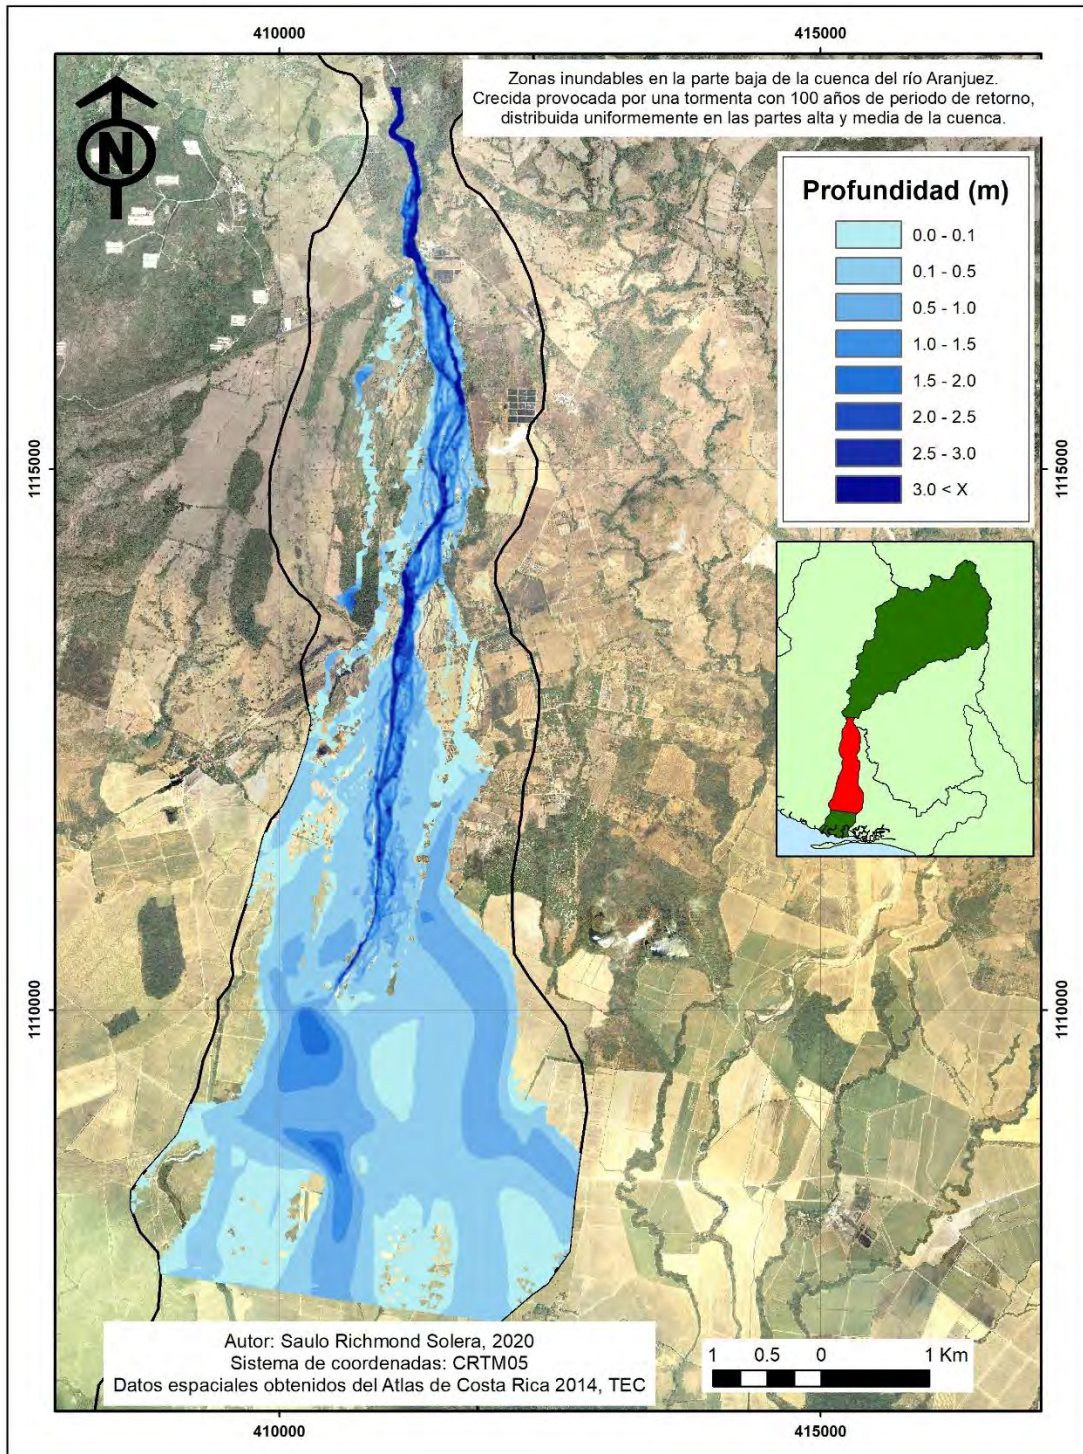 410000
415000
Zonas inundables en la parte baja de la cuenca del río Aranjuez.
Crecida provocada por una tormenta con 100 años de periodo de retorno,
distribuida uniformemente en las partes alta y media de la cuenca.
N
Profundidad (m)
0.0 - 0.1
0.1 - 0.5
0.5 - 1.0
1.0 - 1.5
1.5 - 2.0
2.0 - 2.5
2.5 - 3.0
3.0 < X
1115000
1115000
1110000
1110000
Autor: Saulo Richmond Solera, 2020
Sistema de coordenadas: CRTM05
Datos espaciales obtenidos del Atlas de Costa Rica 2014, TEC
1 0.5 0 1 Km
410000
415000